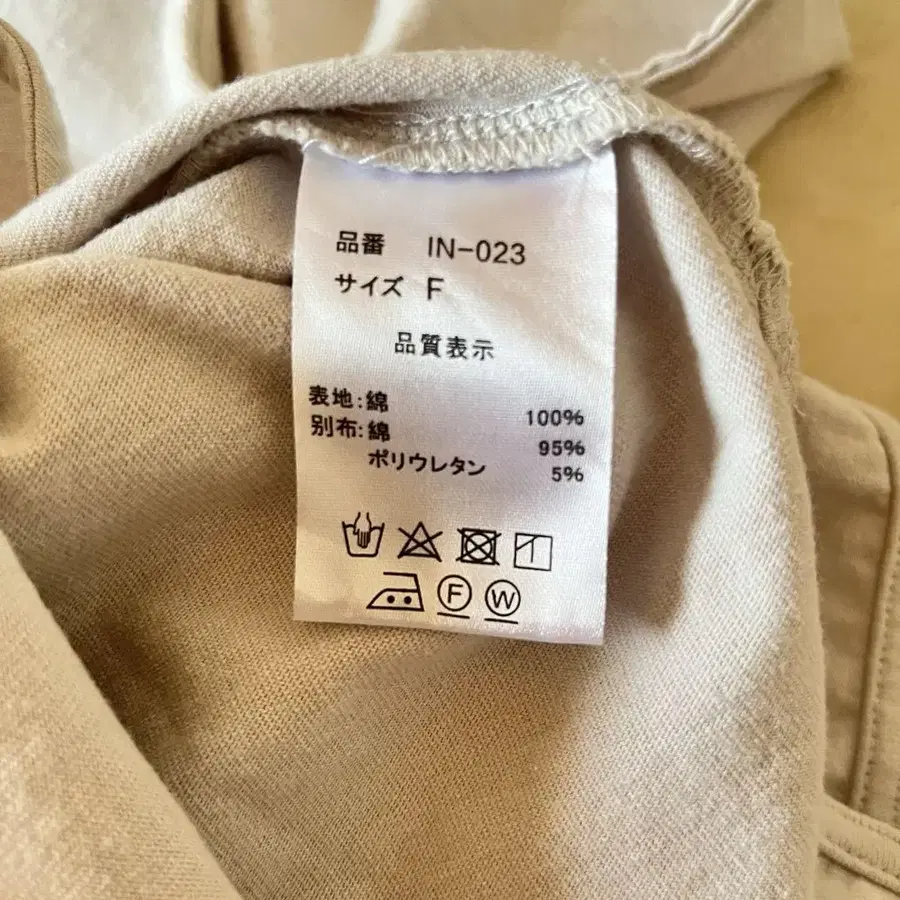 品番 IN-023
サイズ F
品質表示
表地:綿 100%
別布:綿 95%
ポリウレタン 5%
F W